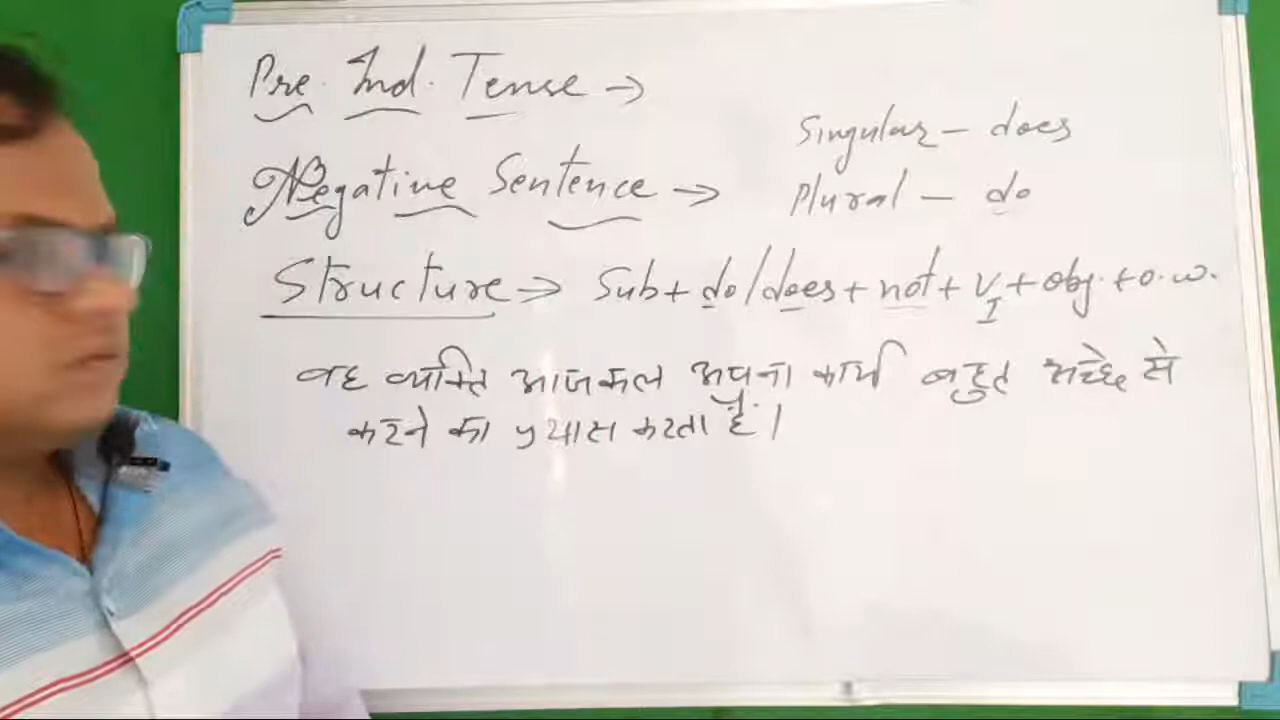 Pre. Ind. Tense →
Singular - does
Negative Sentence →
Plural - do
Structure → Sub + do/does + not + V I + obj. + o.w.
वह व्यक्ति आजकल अपना कार्य बहुत अच्छे से
करने का प्रयास करता है।